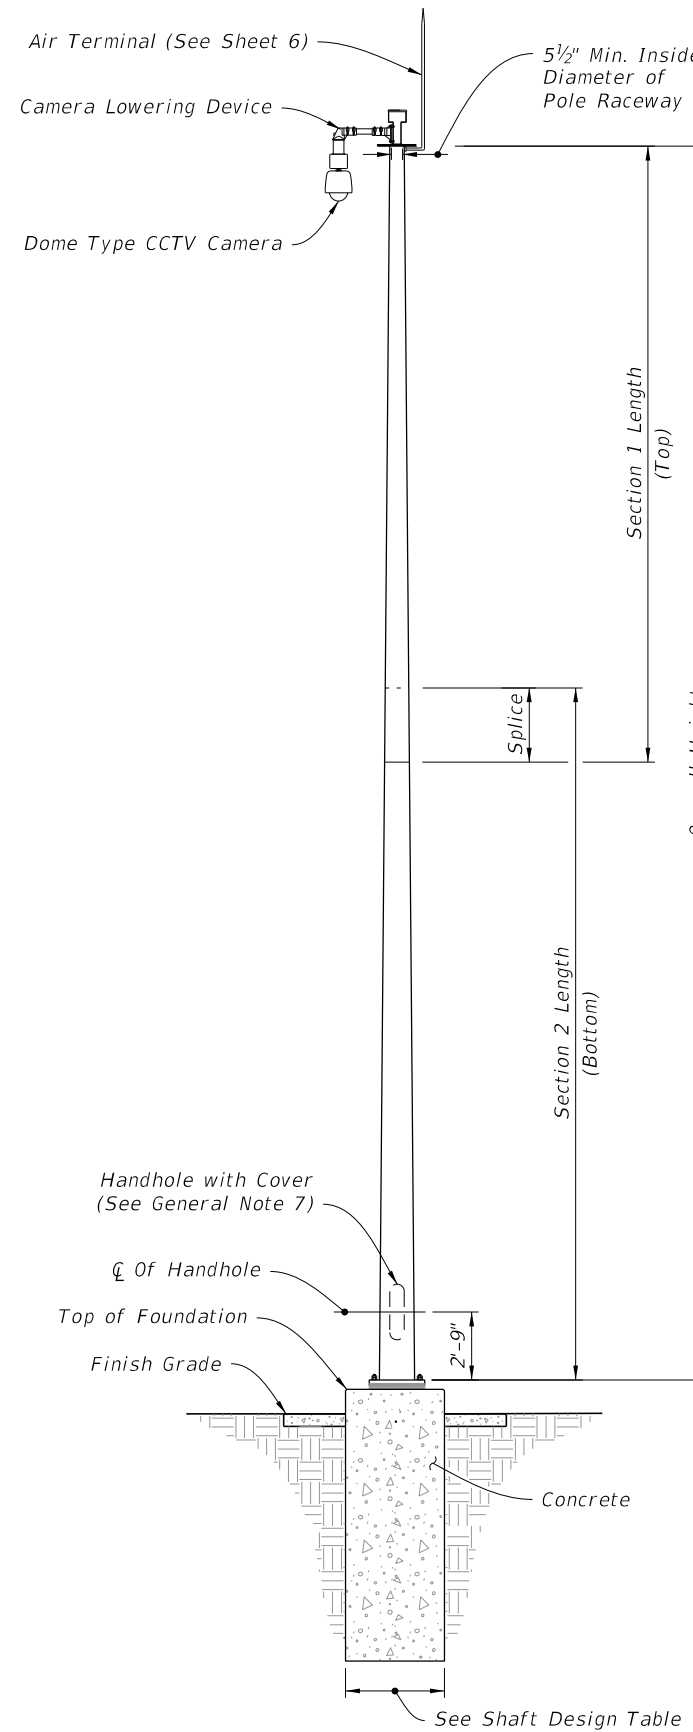 Air Terminal (See Sheet 6)
5½" Min. Inside
Diameter of
Pole Raceway
Camera Lowering Device
Dome Type CCTV Camera
Section 1 Length
(Top)
Splice
Section 2 Length
(Bottom)
Handhole with Cover
(See General Note 7)
℄ Of Handhole
Top of Foundation
2'-9"
Finish Grade
Concrete
See Shaft Design Table